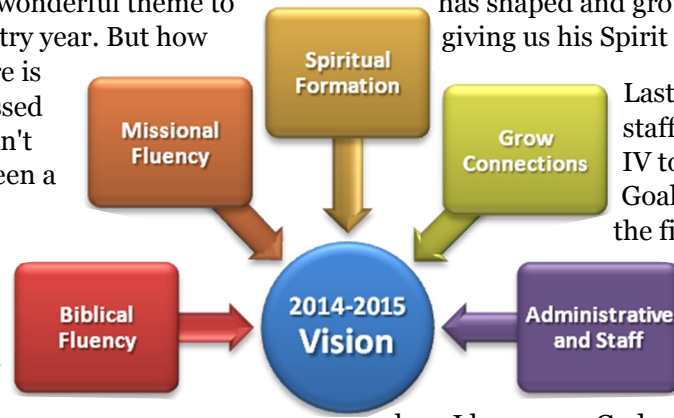 wonderful theme to
try year. But how
is
n't
een a
has shaped and gro
giving us his Spirit
Last
staff
IV to
Goal
the fi
Spiritual
Formation
Missional
Fluency
Grow
Connections
Biblical
Fluency
2014-2015
Vision
Administrative
and Staff